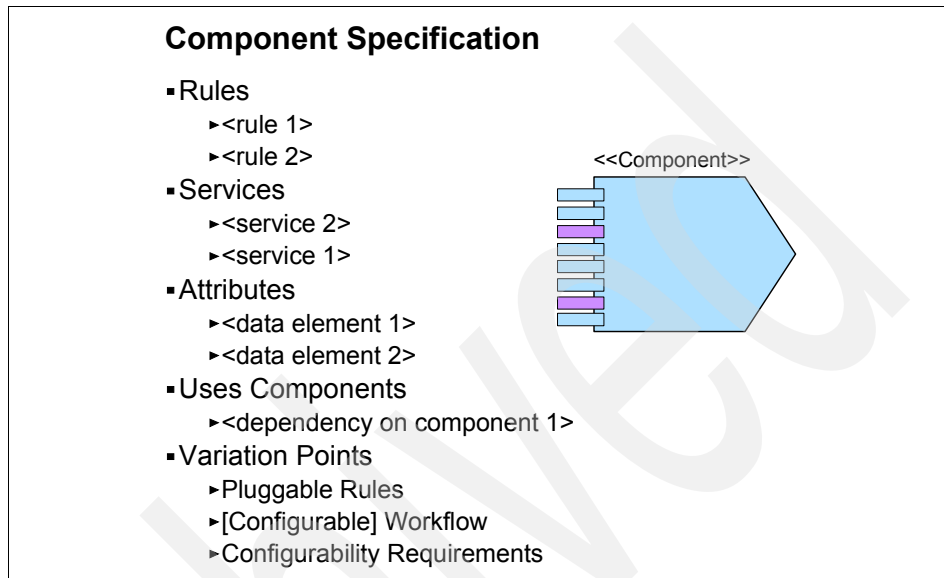 Component Specification
▪Rules
►<rule 1>
►<rule 2>
▪Services
►<service 2>
►<service 1>
▪Attributes
►<data element 1>
►<data element 2>
▪Uses Components
►<dependency on component 1>
▪Variation Points
►Pluggable Rules
►[Configurable] Workflow
►Configurability Requirements
<<Component>>